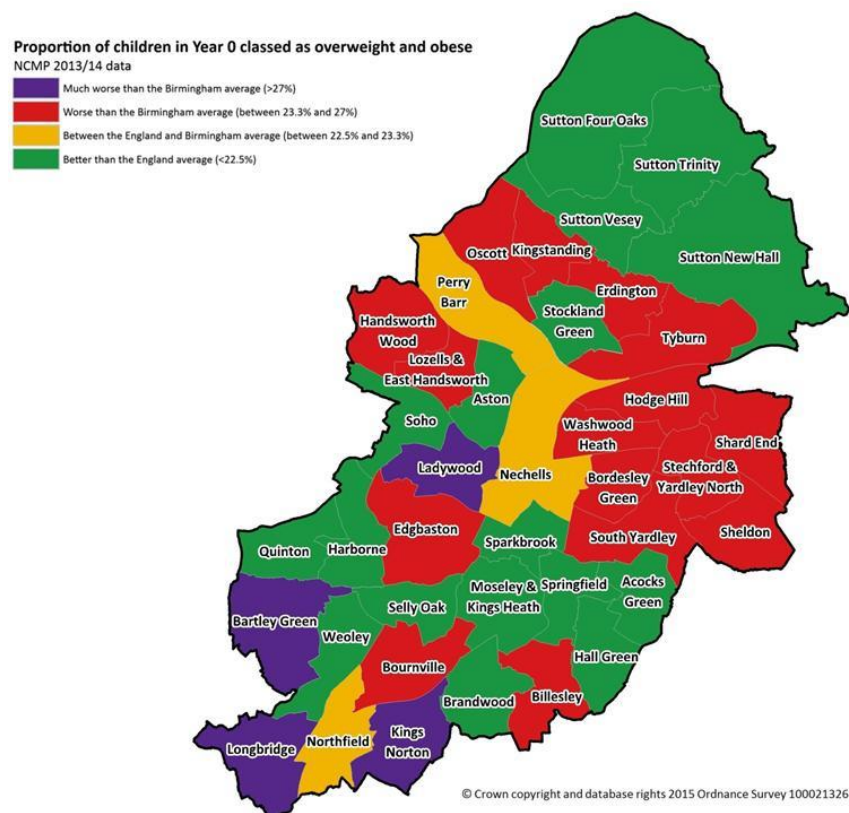 Proportion of children in Year 0 classed as overweight and obese
NCMP 2013/14 data
Much worse than the Birmingham average (>27%)
Worse than the Birmingham average (between 23.3% and 27%)
Between the England and Birmingham average (between 22.5% and 23.3%)
Better than the England average (<22.5%)
Sutton Four Oaks
Sutton Trinity
Sutton Vesey
Sutton New Hall
Oscott
Kingstanding
Perry
Barr
Erdington
Stockland
Green
Tyburn
Handsworth
Wood
Lozells &
East Handsworth
Aston
Hodge Hill
Soho
Washwood
Heath
Shard End
Ladywood
Nechells
Bordesley
Green
Stechford &
Yardley North
Edgbaston
Sparkbrook
South Yardley
Sheldon
Quinton
Harborne
Bartley Green
Selly Oak
Moseley &
Kings Heath
Springfield
Acocks
Green
Weoley
Bournville
Hall Green
Brandwood
Billesley
Longbridge
Northfield
Kings
Norton
© Crown copyright and database rights 2015 Ordnance Survey 100021326